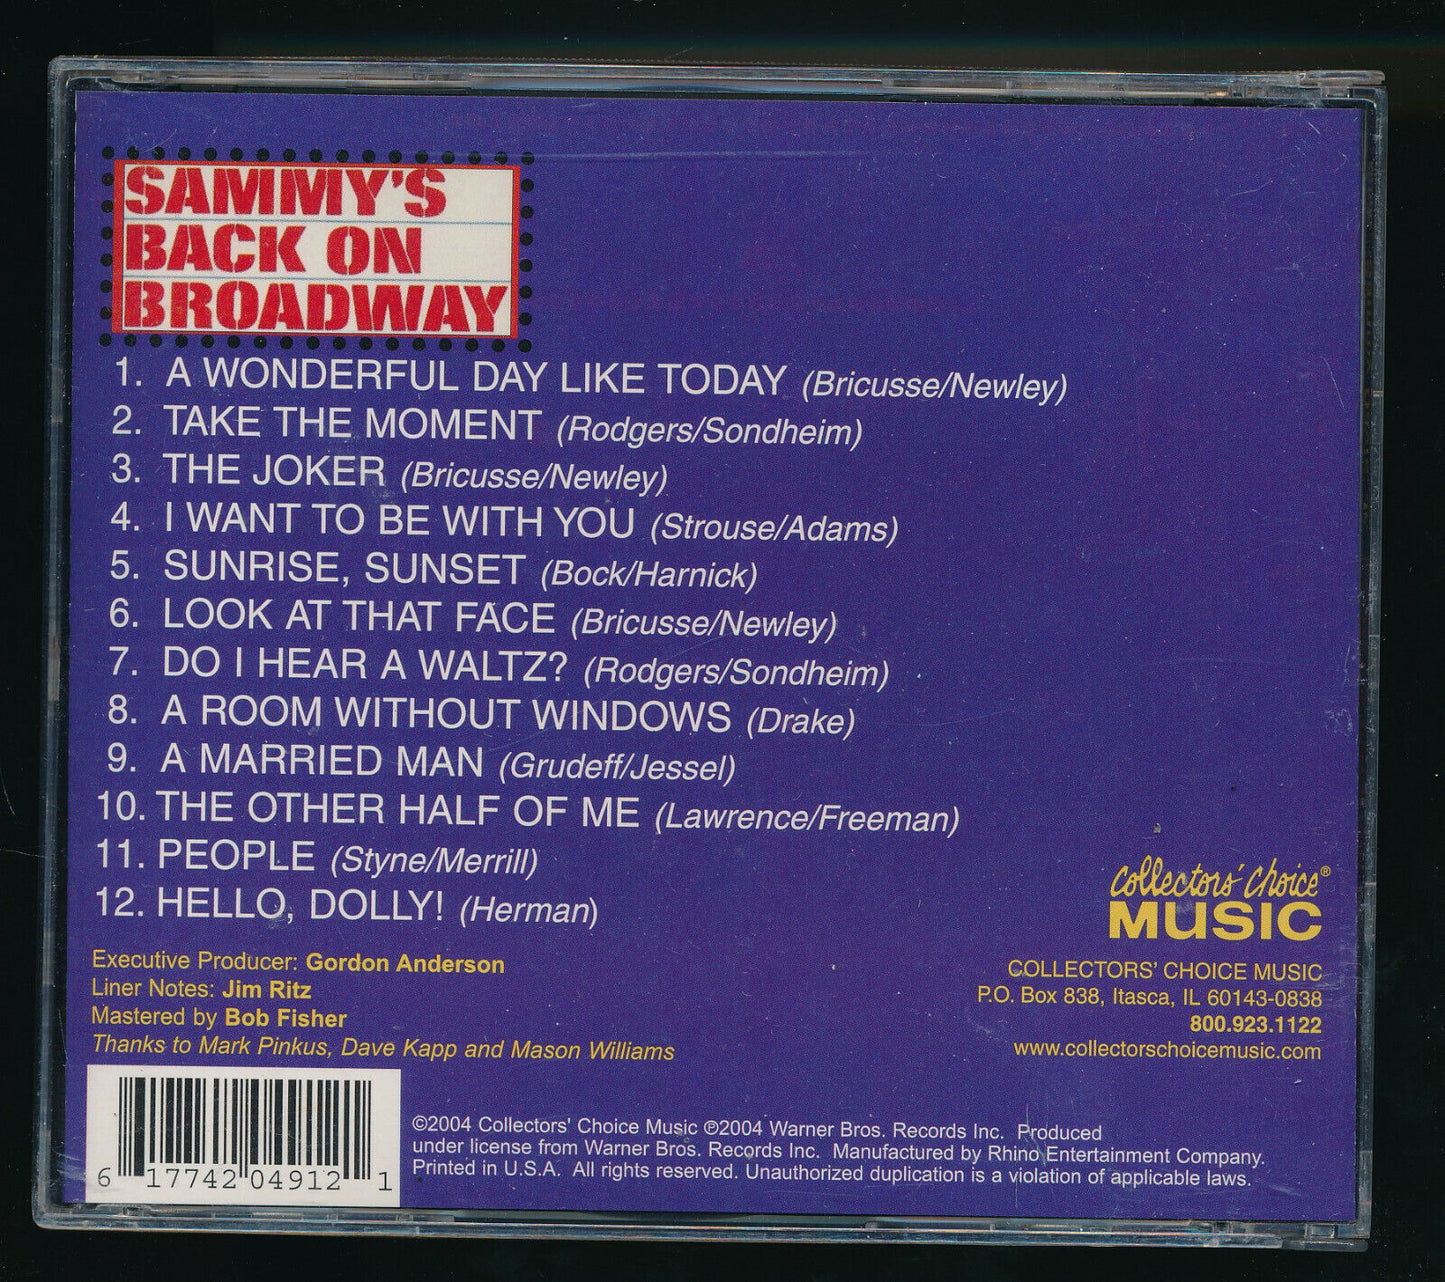 SAMMY'S
BACK ON
BROADWAY
1. A WONDERFUL DAY LIKE TODAY (Bricusse/Newley)
2. TAKE THE MOMENT (Rodgers/Sondheim)
3. THE JOKER (Bricusse/Newley)
4. I WANT TO BE WITH YOU (Strouse/Adams)
5. SUNRISE, SUNSET (Bock/Harnick)
6. LOOK AT THAT FACE (Bricusse/Newley)
7. DO I HEAR A WALTZ? (Rodgers/Sondheim)
8. A ROOM WITHOUT WINDOWS (Drake)
9. A MARRIED MAN (Grudeff/Jessel)
10. THE OTHER HALF OF ME (Lawrence/Freeman)
11. PEOPLE (Styne/Merrill)
12. HELLO, DOLLY! (Herman)
Executive Producer: Gordon Anderson
Liner Notes: Jim Ritz
Mastered by Bob Fisher
Thanks to Mark Pinkus, Dave Kapp and Mason Williams
collectors' choice®
MUSIC
COLLECTORS' CHOICE MUSIC
P.O. Box 838, Itasca, IL 60143-0838
800.923.1122
www.collectorschoicemusic.com
6 17742 04912 1
©2004 Collectors' Choice Music ℗2004 Warner Bros. Records Inc. Produced
under license from Warner Bros. Records Inc. Manufactured by Rhino Entertainment Company.
Printed in U.S.A. All rights reserved. Unauthorized duplication is a violation of applicable laws.